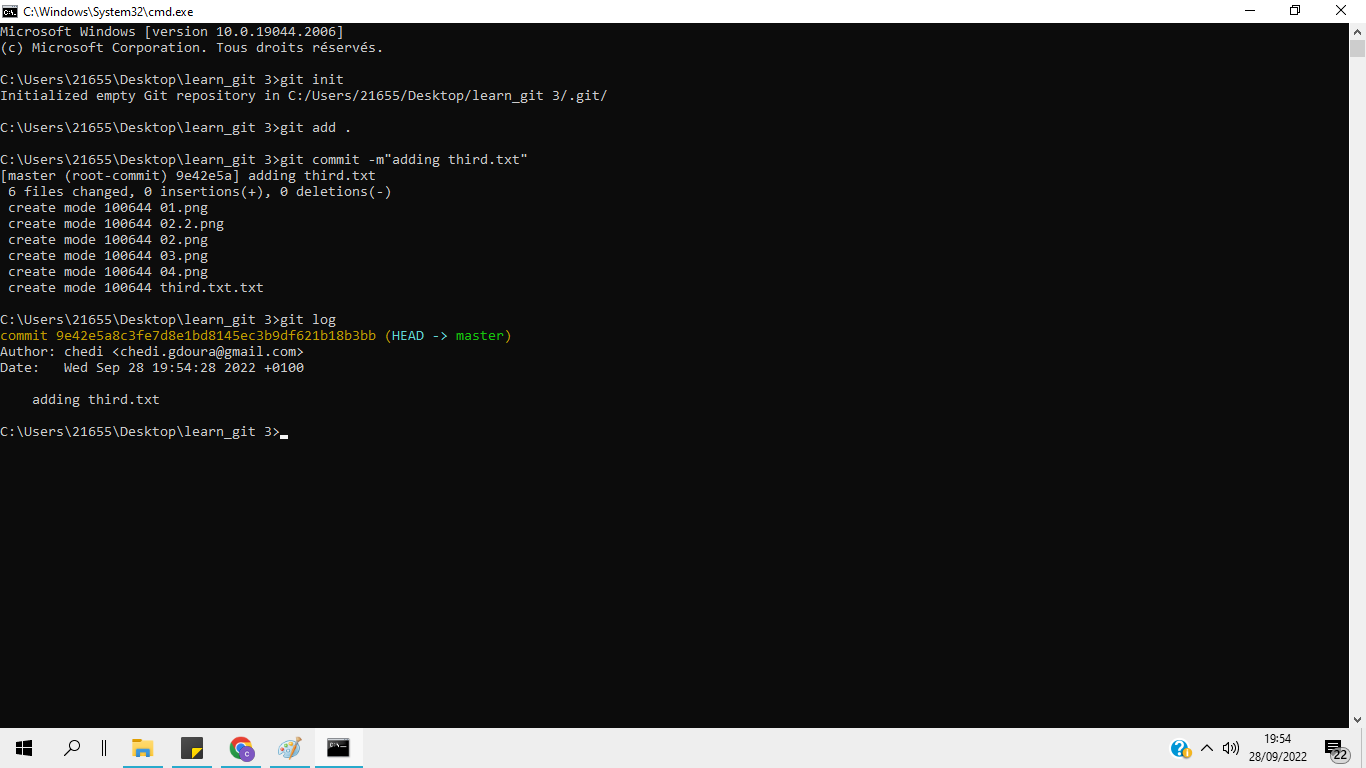 C:\Windows\System32\cmd.exe
Microsoft Windows [version 10.0.19044.2006]
(c) Microsoft Corporation. Tous droits réservés.
C:\Users\21655\Desktop\learn_git 3>git init
Initialized empty Git repository in C:/Users/21655/Desktop/learn_git 3/.git/
C:\Users\21655\Desktop\learn_git 3>git add .
C:\Users\21655\Desktop\learn_git 3>git commit -m"adding third.txt"
[master (root-commit) 9e42e5a] adding third.txt
 6 files changed, 0 insertions(+), 0 deletions(-)
 create mode 100644 01.png
 create mode 100644 02.2.png
 create mode 100644 02.png
 create mode 100644 03.png
 create mode 100644 04.png
 create mode 100644 third.txt.txt
C:\Users\21655\Desktop\learn_git 3>git log
commit 9e42e5a8c3fe7d8e1bd8145ec3b9df621b18b3bb (HEAD -> master)
Author: chedi <chedi.gdoura@gmail.com>
Date:   Wed Sep 28 19:54:28 2022 +0100
    adding third.txt
C:\Users\21655\Desktop\learn_git 3>
19:54
28/09/2022
22